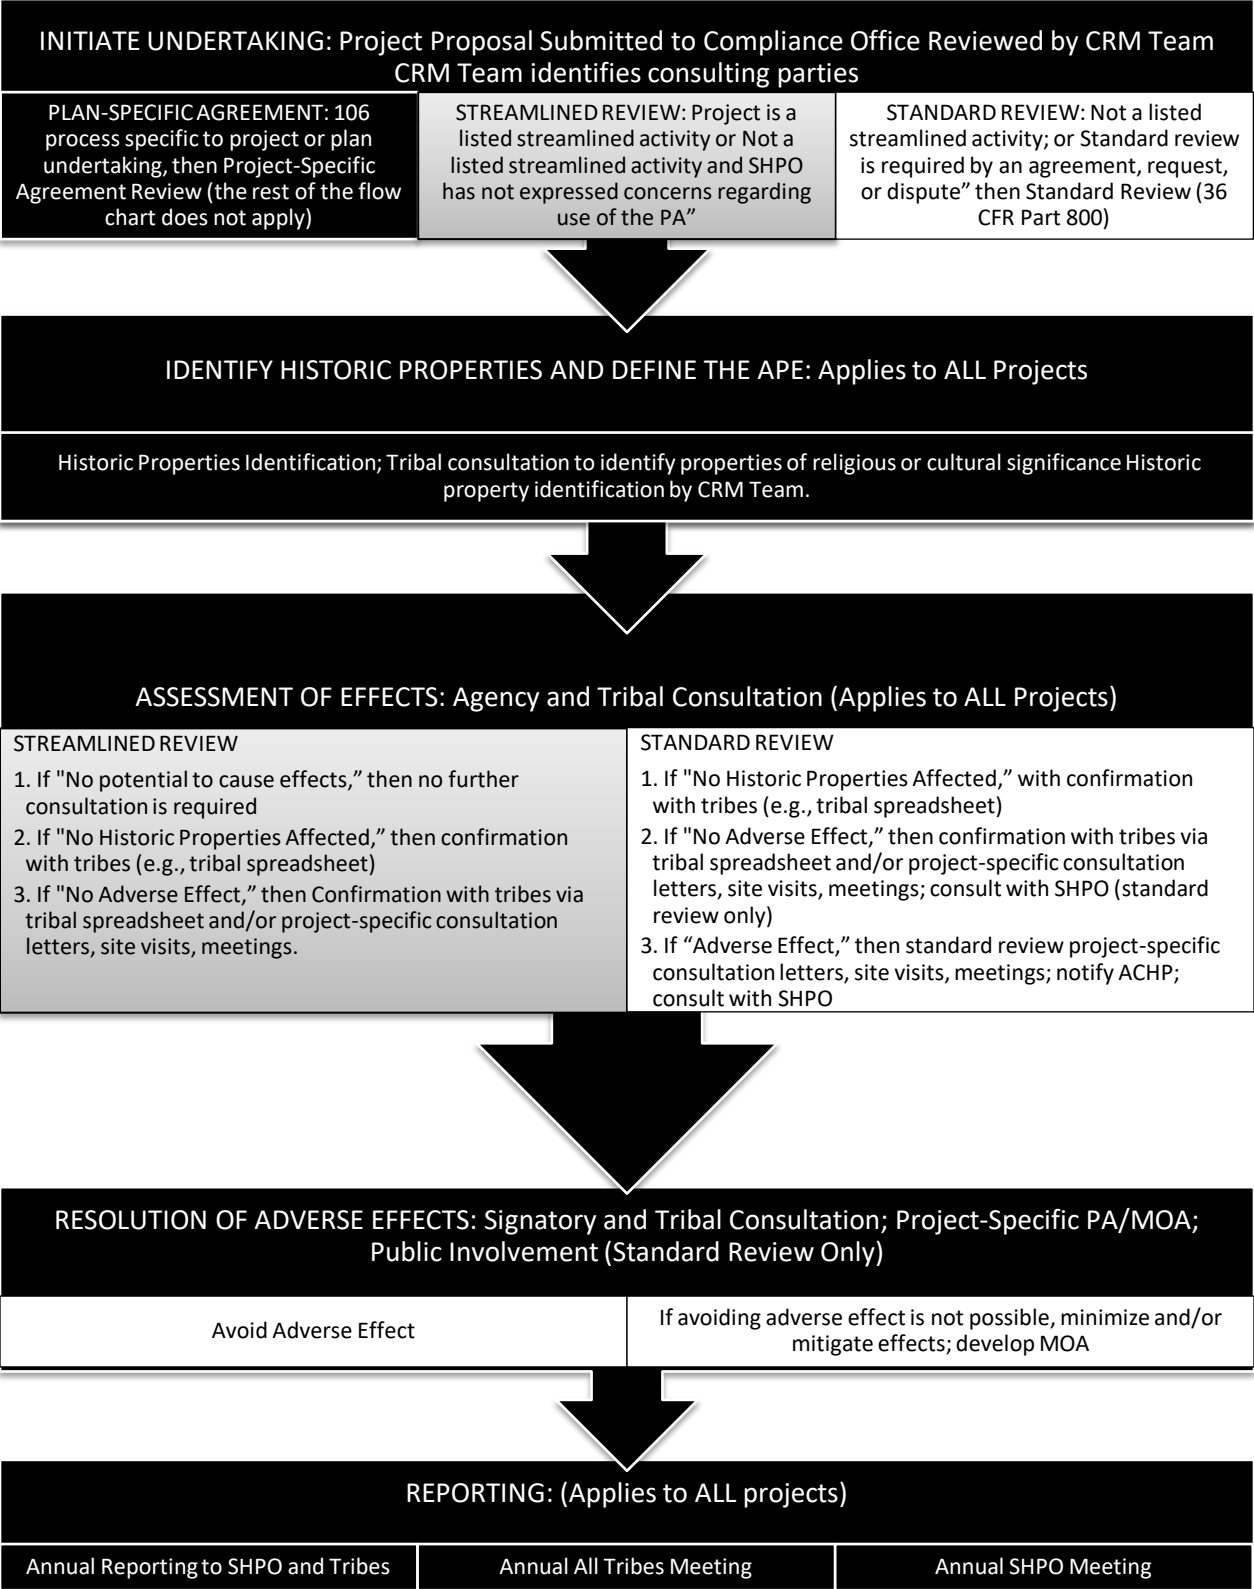 INITIATE UNDERTAKING: Project Proposal Submitted to Compliance Office Reviewed by CRM Team
CRM Team identifies consulting parties
PLAN-SPECIFIC AGREEMENT: 106
process specific to project or plan
undertaking, then Project-Specific
Agreement Review (the rest of the flow
chart does not apply)
STREAMLINED REVIEW: Project is a
listed streamlined activity or Not a
listed streamlined activity and SHPO
has not expressed concerns regarding
use of the PA”
STANDARD REVIEW: Not a listed
streamlined activity; or Standard review
is required by an agreement, request,
or dispute” then Standard Review (36
CFR Part 800)
IDENTIFY HISTORIC PROPERTIES AND DEFINE THE APE: Applies to ALL Projects
Historic Properties Identification; Tribal consultation to identify properties of religious or cultural significance Historic
property identification by CRM Team.
ASSESSMENT OF EFFECTS: Agency and Tribal Consultation (Applies to ALL Projects)
STREAMLINED REVIEW
1. If "No potential to cause effects,” then no further
consultation is required
2. If "No Historic Properties Affected,” then confirmation
with tribes (e.g., tribal spreadsheet)
3. If "No Adverse Effect,” then Confirmation with tribes via
tribal spreadsheet and/or project-specific consultation
letters, site visits, meetings.
STANDARD REVIEW
1. If "No Historic Properties Affected,” with confirmation
with tribes (e.g., tribal spreadsheet)
2. If "No Adverse Effect,” then confirmation with tribes via
tribal spreadsheet and/or project-specific consultation
letters, site visits, meetings; consult with SHPO (standard
review only)
3. If “Adverse Effect,” then standard review project-specific
consultation letters, site visits, meetings; notify ACHP;
consult with SHPO
RESOLUTION OF ADVERSE EFFECTS: Signatory and Tribal Consultation; Project-Specific PA/MOA;
Public Involvement (Standard Review Only)
Avoid Adverse Effect
If avoiding adverse effect is not possible, minimize and/or
mitigate effects; develop MOA
REPORTING: (Applies to ALL projects)
Annual Reporting to SHPO and Tribes
Annual All Tribes Meeting
Annual SHPO Meeting